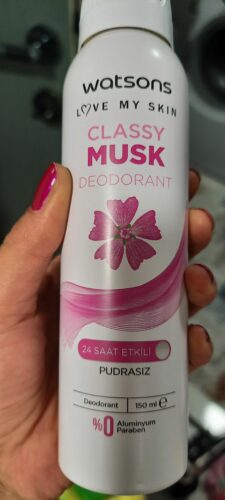 watsons
LOVE MY SKIN
CLASSY
MUSK
DEODORANT
24 SAAT ETKİLİ
PUDRASIZ
Deodorant 150 ml ℮
%0 Aluminyum
Paraben